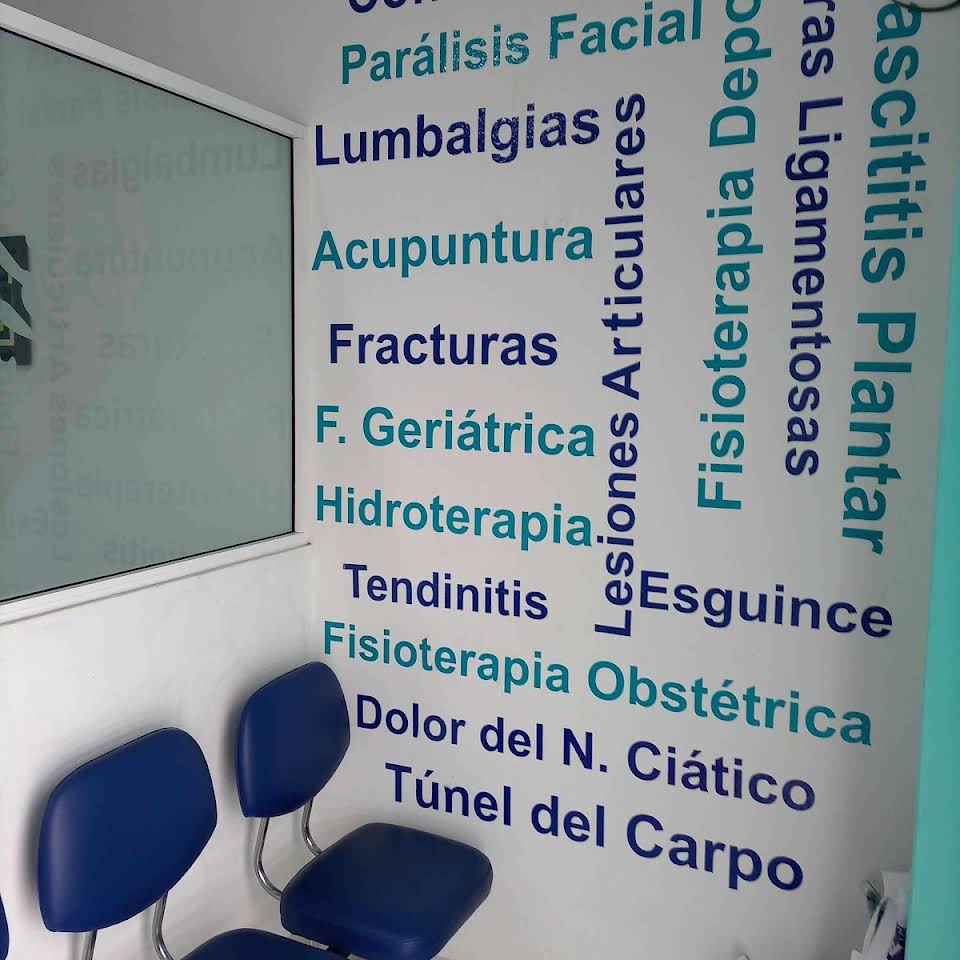 Parálisis Facial
Lumbalgias
Acupuntura
Fracturas
F. Geriátrica
Hidroterapia
Tendinitis
Lesiones Articulares
Fisioterapia Depo
ras Ligamentosas
ascititis Plantar
Esguince
Fisioterapia Obstétrica
Dolor del N. Ciático
Túnel del Carpo